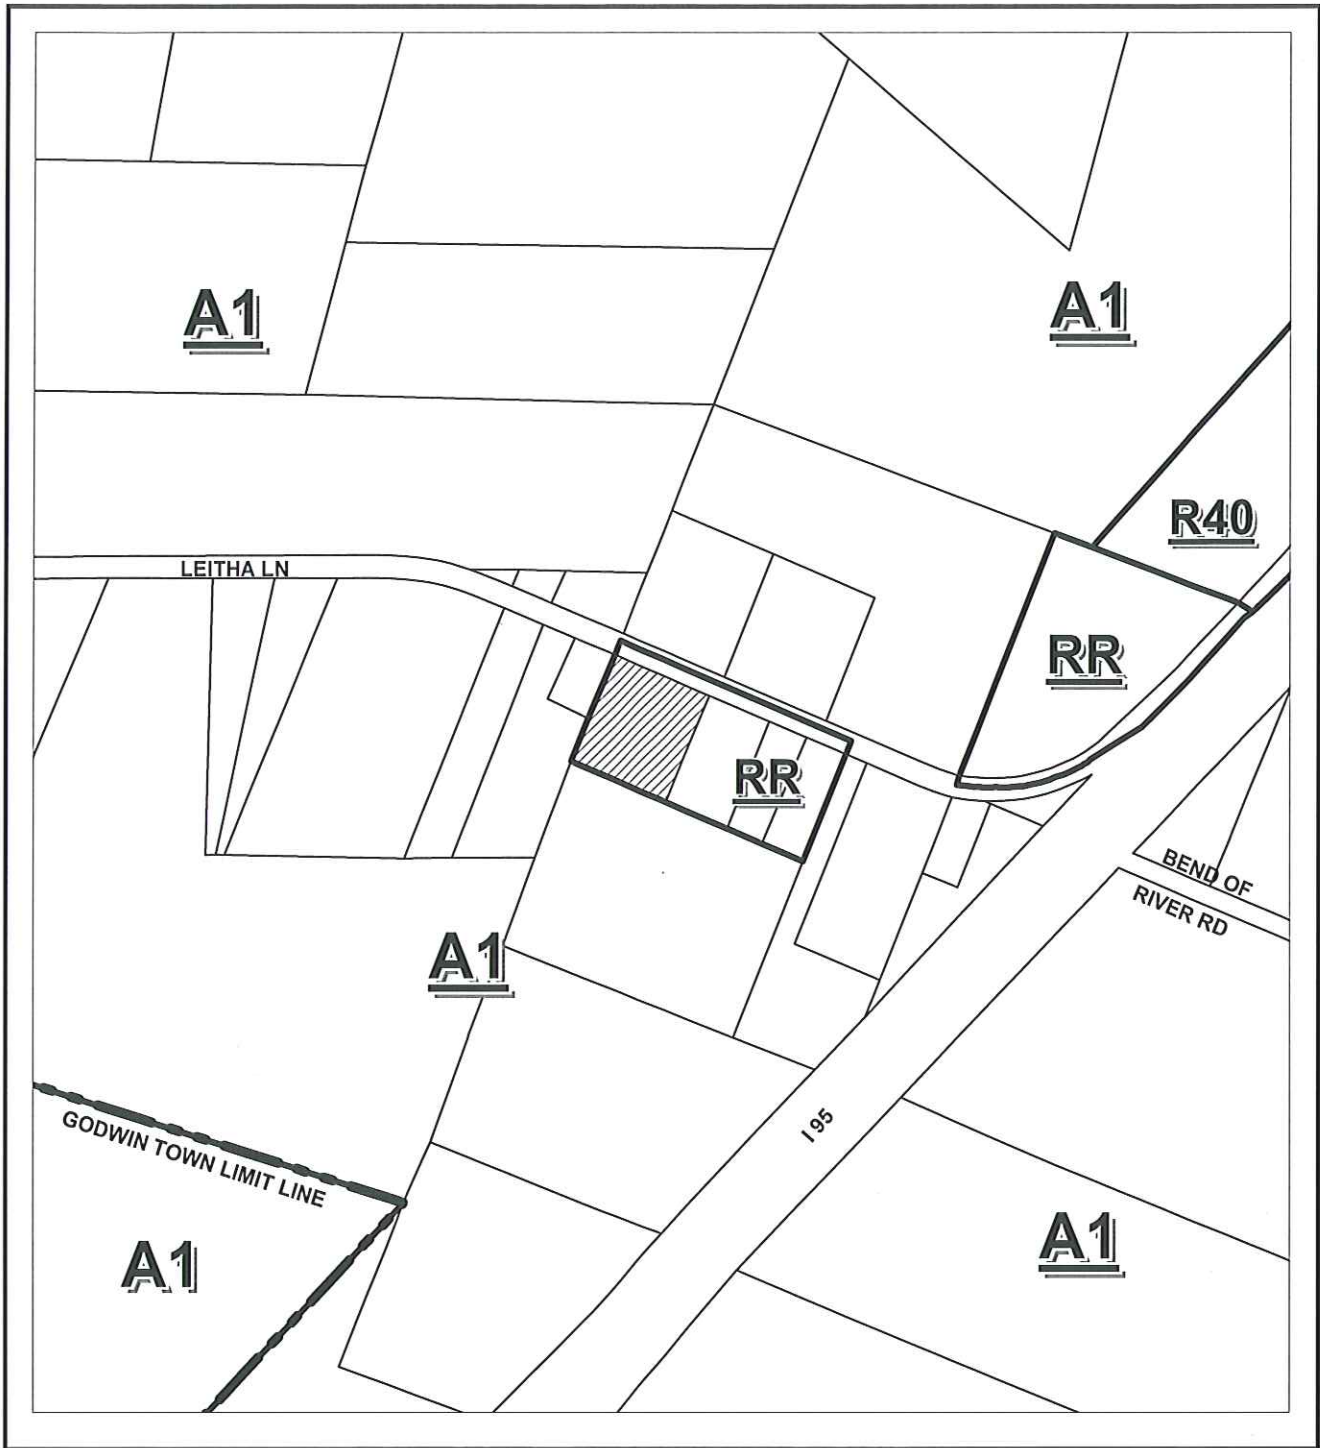 A1
A1
R40
LEITHA LN
RR
RR
BEND OF
RIVER RD
A1
I 95
GODWIN TOWN LIMIT LINE
A1
A1